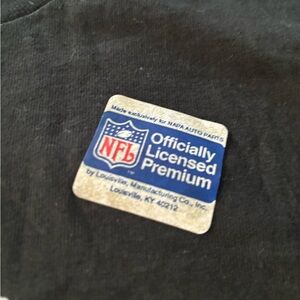 Made exclusively for NAPA AUTO PARTS
NFL
Officially
Licensed
Premium
by Louisville Manufacturing Co., Inc.
Louisville, KY 40212